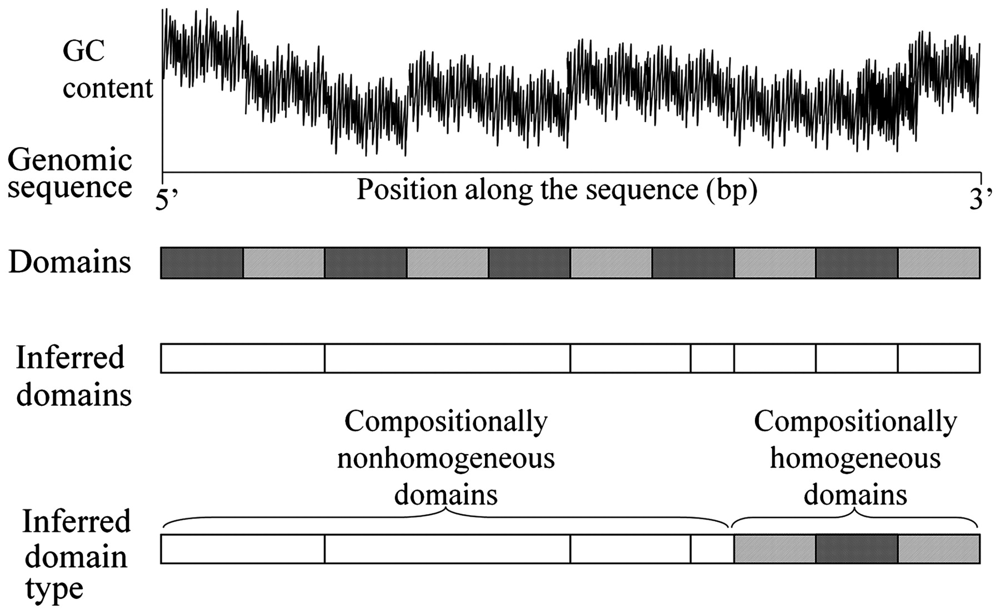 GC
content
Genomic
sequence
5’
Position along the sequence (bp)
3’
Domains
Inferred
domains
Compositionally
nonhomogeneous
domains
Compositionally
homogeneous
domains
Inferred
domain
type